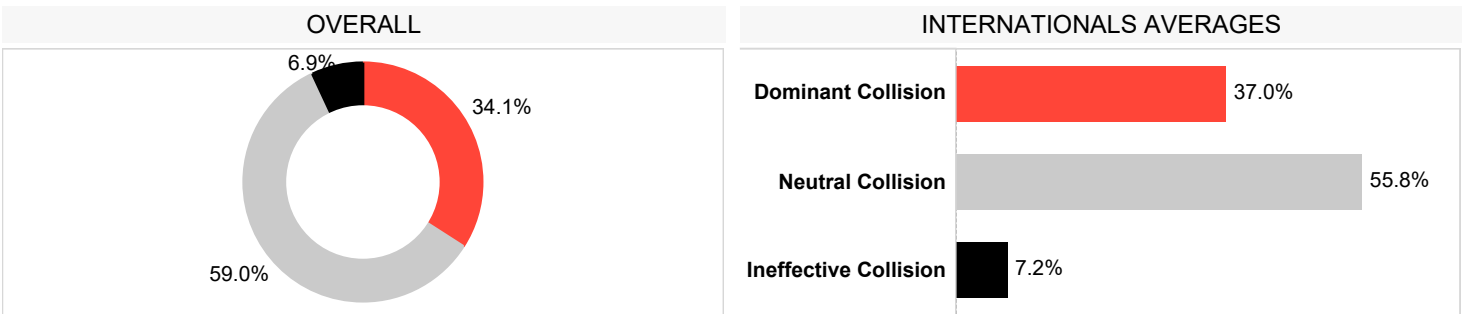 OVERALL
6.9%
34.1%
59.0%
INTERNATIONALS AVERAGES
Dominant Collision 37.0%
Neutral Collision 55.8%
Ineffective Collision 7.2%